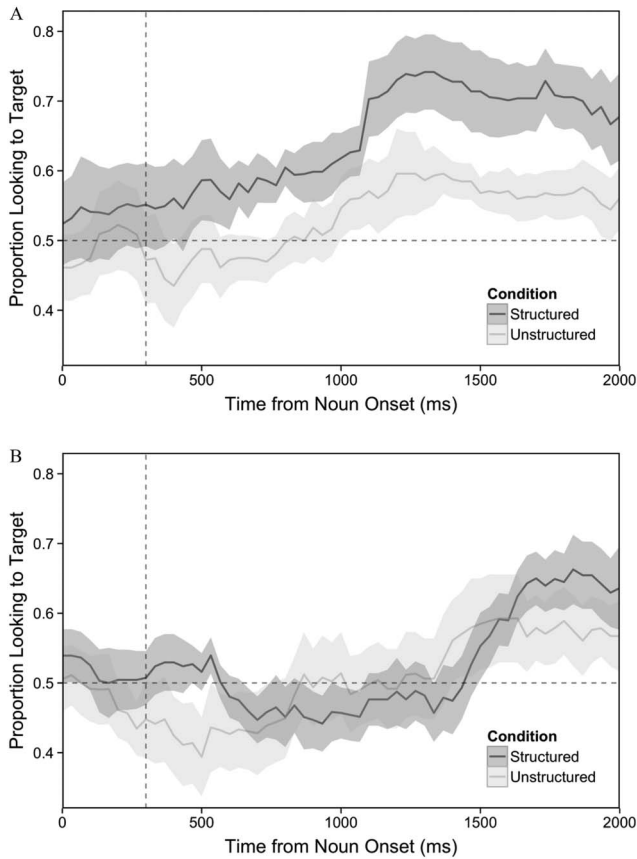 A
Proportion Looking to Target
0.8
0.7
0.6
0.5
0.4
Condition
Structured
Unstructured
0 500 1000 1500 2000
Time from Noun Onset (ms)
B
Proportion Looking to Target
0.8
0.7
0.6
0.5
0.4
Condition
Structured
Unstructured
0 500 1000 1500 2000
Time from Noun Onset (ms)